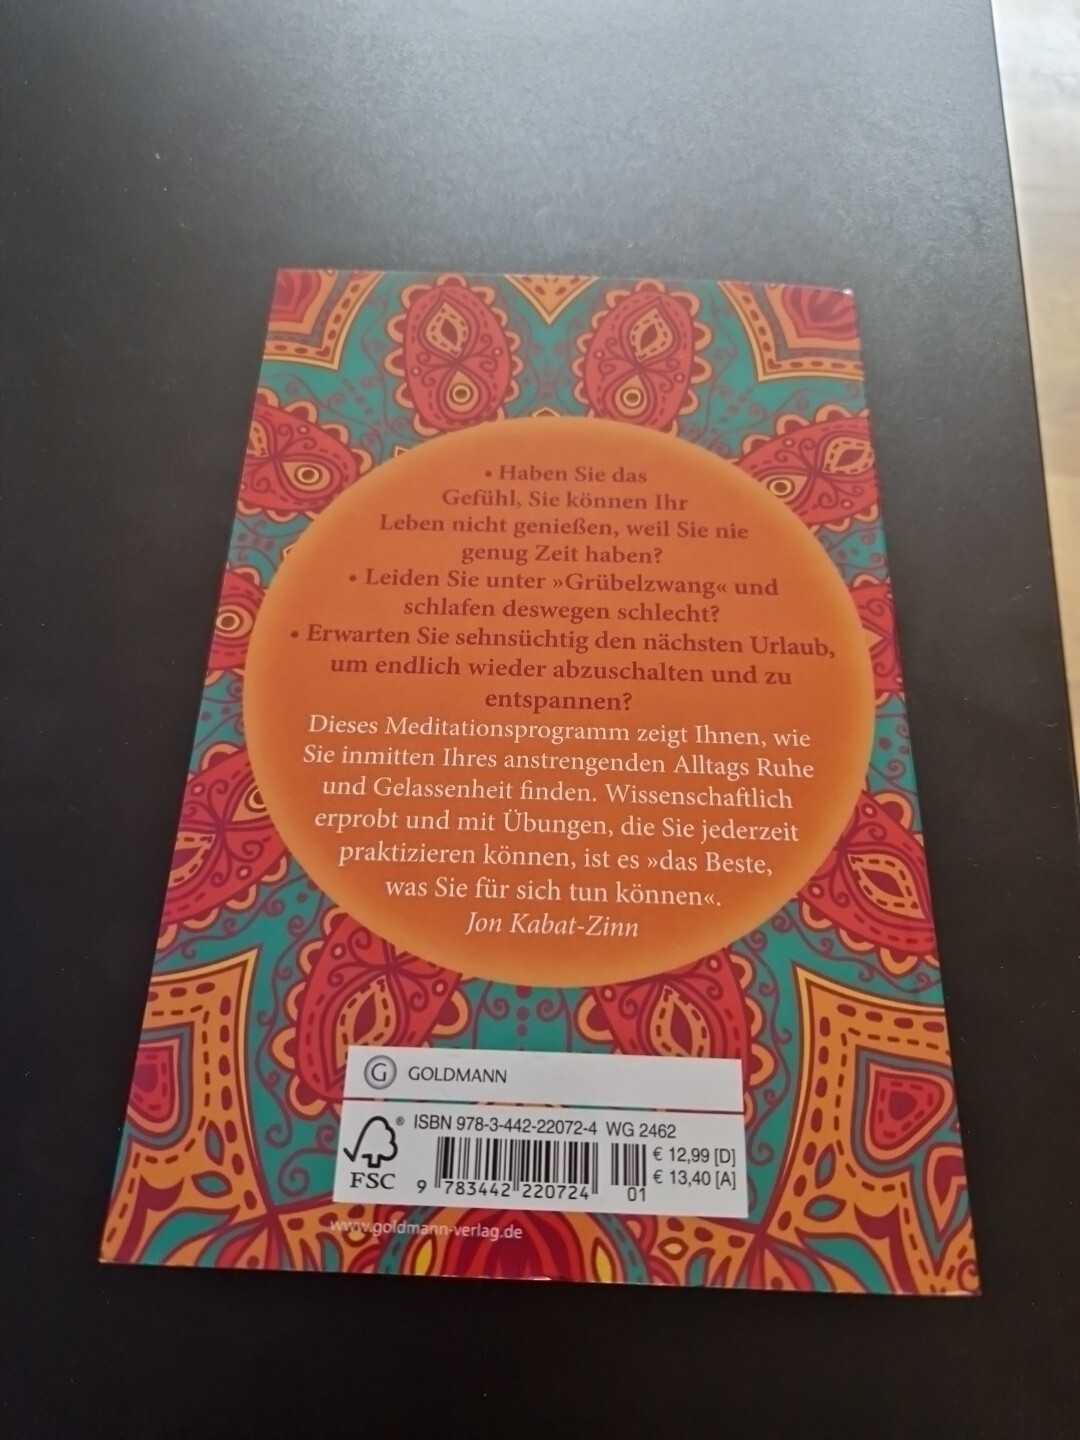 • Haben Sie das
Gefühl, Sie können Ihr
Leben nicht genießen, weil Sie nie
genug Zeit haben?
• Leiden Sie unter »Grübelzwang« und
schlafen deswegen schlecht?
• Erwarten Sie sehnsüchtig den nächsten Urlaub,
um endlich wieder abzuschalten und zu
entspannen?
Dieses Meditationsprogramm zeigt Ihnen, wie
Sie inmitten Ihres anstrengenden Alltags Ruhe
und Gelassenheit finden. Wissenschaftlich
erprobt und mit Übungen, die Sie jederzeit
praktizieren können, ist es »das Beste,
was Sie für sich tun können«.
Jon Kabat-Zinn
G GOLDMANN
ISBN 978-3-442-22072-4 WG 2462
€ 12,99 [D]
€ 13,40 [A]
® FSC
9 783442 220724 01
www.goldmann-verlag.de